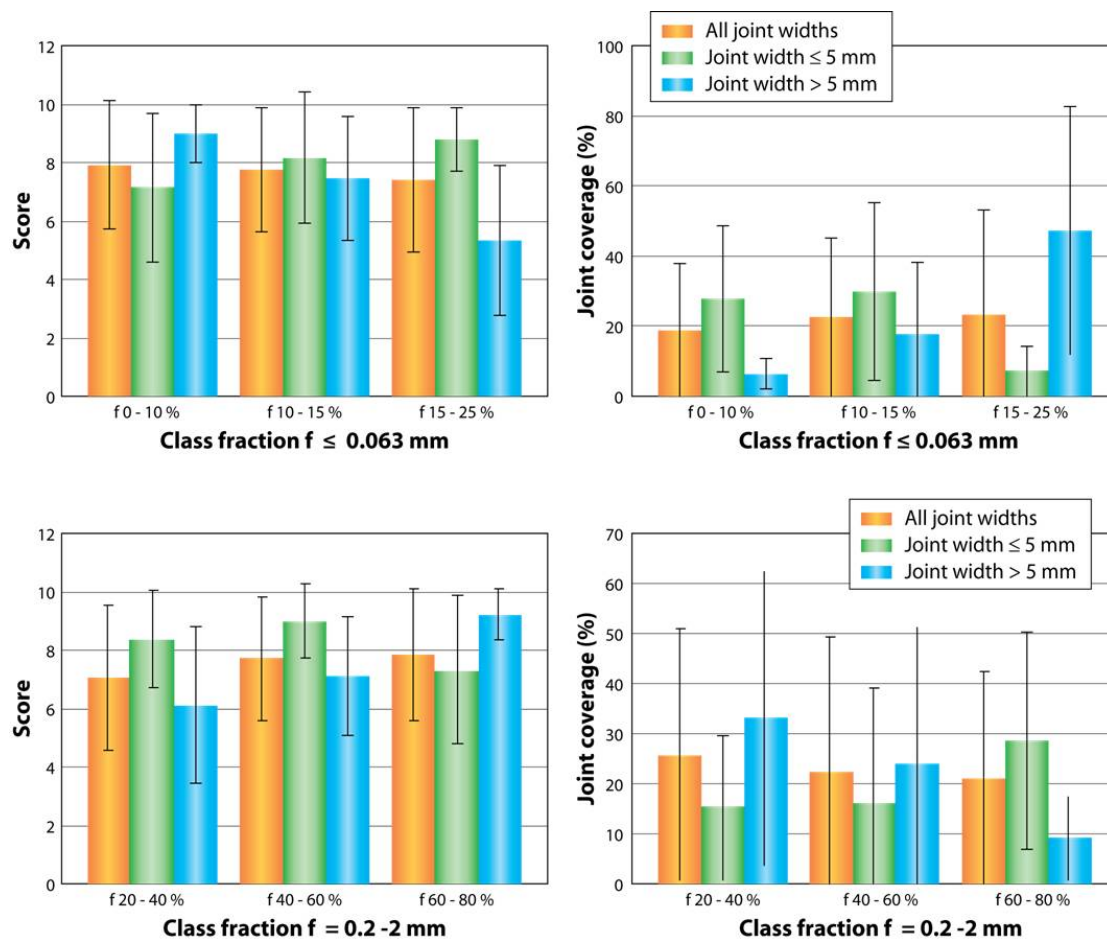 12
10
8
6
4
2
0
Score
f 0 - 10 %
f 10 - 15 %
f 15 - 25 %
Class fraction f ≤ 0.063 mm
All joint widths
Joint width ≤ 5 mm
Joint width > 5 mm
100
80
60
40
20
0
Joint coverage (%)
f 0 - 10%
f 10 - 15 %
f 15 - 25%
Class fraction f ≤ 0.063 mm
12
10
8
6
4
2
0
Score
f 20 - 40 %
f 40 - 60 %
f 60 - 80%
Class fraction f = 0.2 -2 mm
All joint widths
Joint width ≤ 5 mm
Joint width > 5 mm
70
60
50
40
30
20
10
0
Joint coverage (%)
f 20 - 40 %
f 40 - 60 %
f 60 - 80%
Class fraction f = 0.2 -2 mm